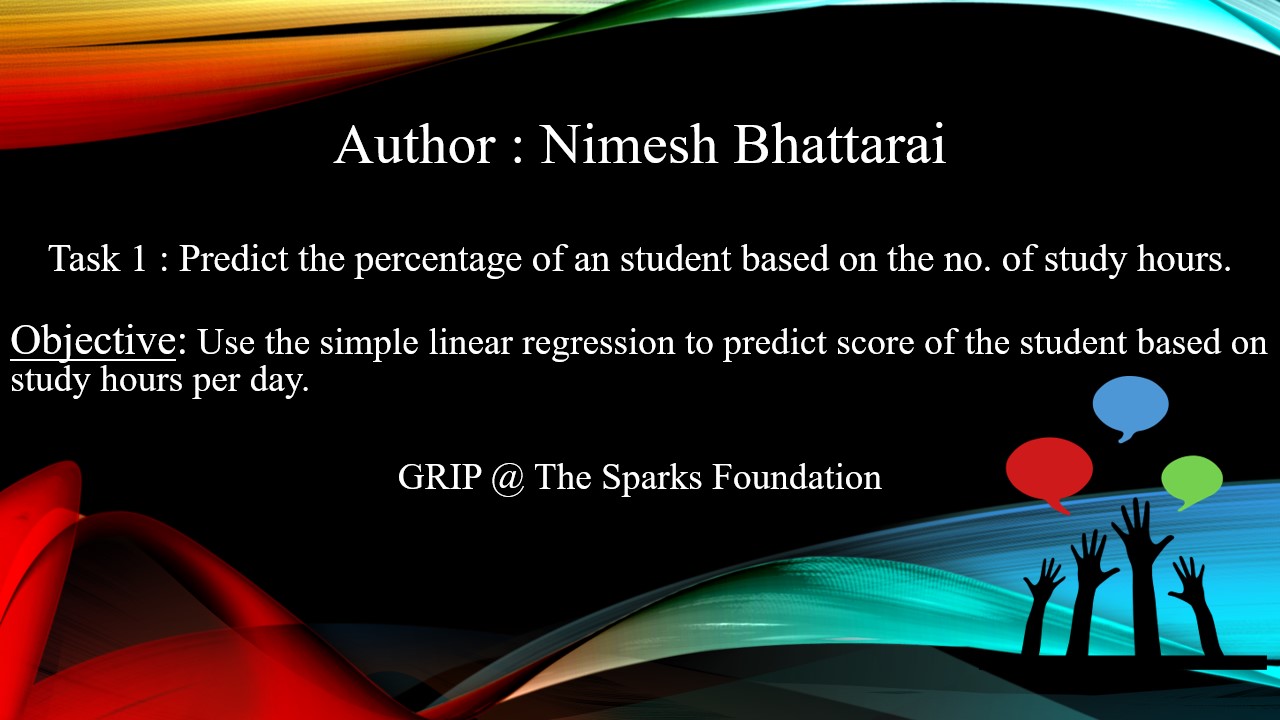 Author : Nimesh Bhattarai
Task 1 : Predict the percentage of an student based on the no. of study hours.
Objective: Use the simple linear regression to predict score of the student based on
study hours per day.
GRIP @ The Sparks Foundation